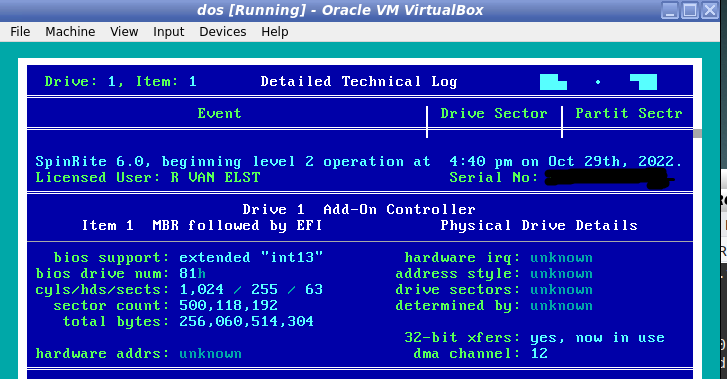 dos [Running] - Oracle VM VirtualBox
File Machine View Input Devices Help
Drive: 1, Item: 1 Detailed Technical Log
Event Drive Sector Partit Sectr
SpinRite 6.0, beginning level 2 operation at 4:40 pm on Oct 29th, 2022.
Licensed User: R VAN ELST Serial No:
Drive 1 Add-On Controller
Item 1 MBR followed by EFI Physical Drive Details
bios support: extended "int13" hardware irq: unknown
bios drive num: 81h address style: unknown
cyls/hds/sects: 1,024 / 255 / 63 drive sectors: unknown
sector count: 500,118,192 determined by: unknown
total bytes: 256,060,514,304
32-bit xfers: yes, now in use
hardware addrs: unknown dma channel: 12